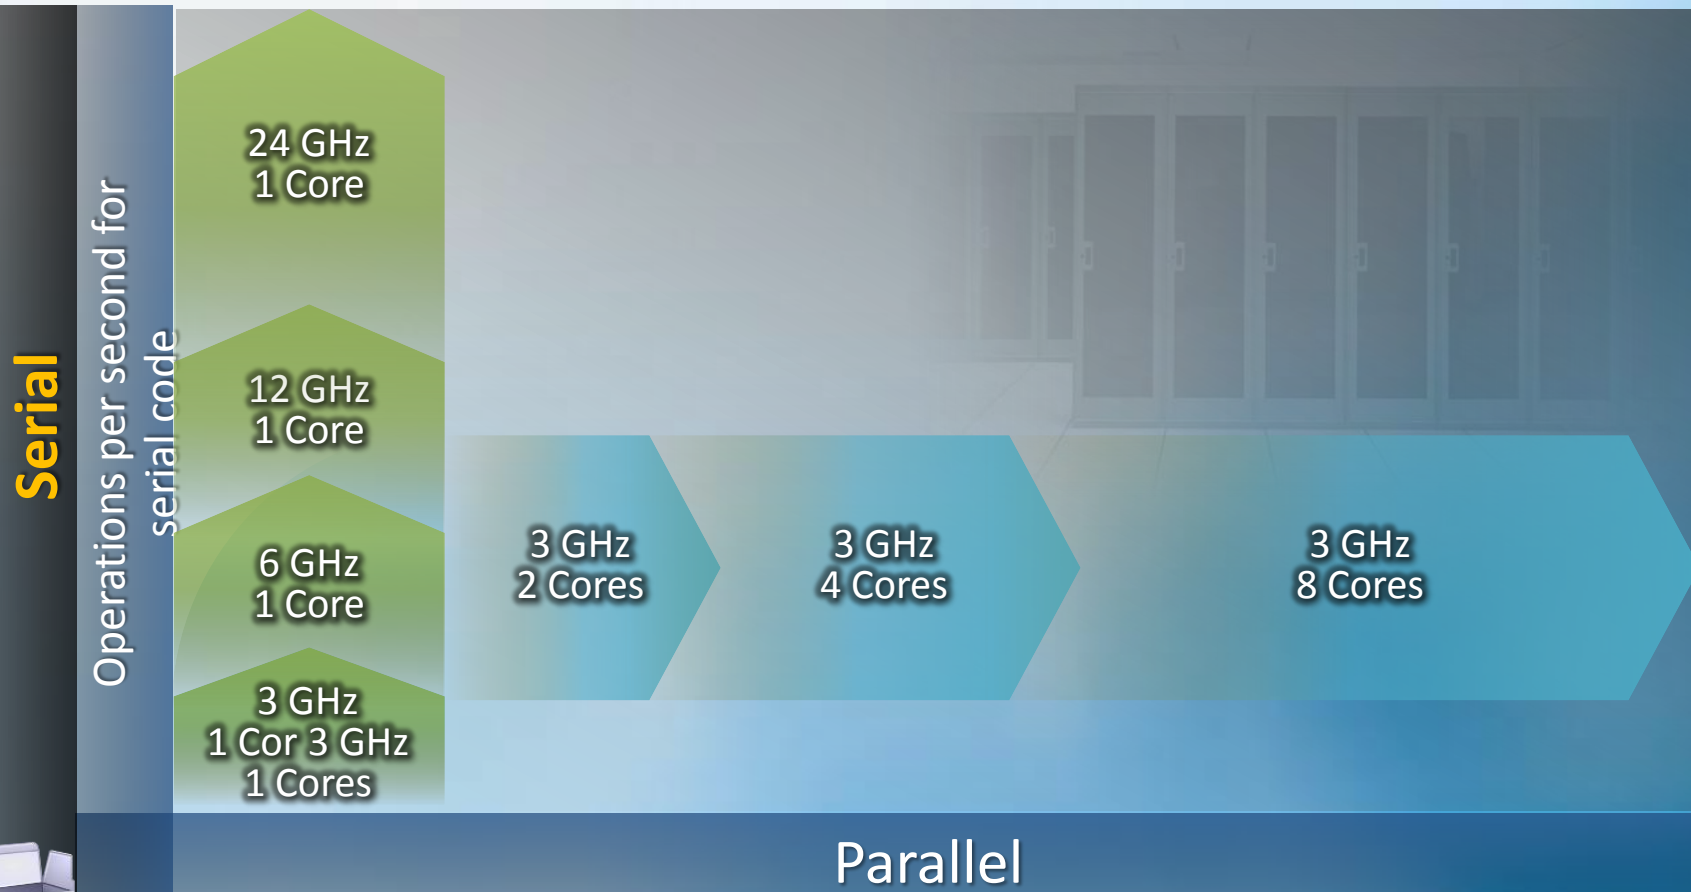 Serial
Operations per second for
serial code
24 GHz
1 Core
12 GHz
1 Core
6 GHz
1 Core
3 GHz
1 Cor 3 GHz
1 Cores
3 GHz
2 Cores
3 GHz
4 Cores
3 GHz
8 Cores
Parallel